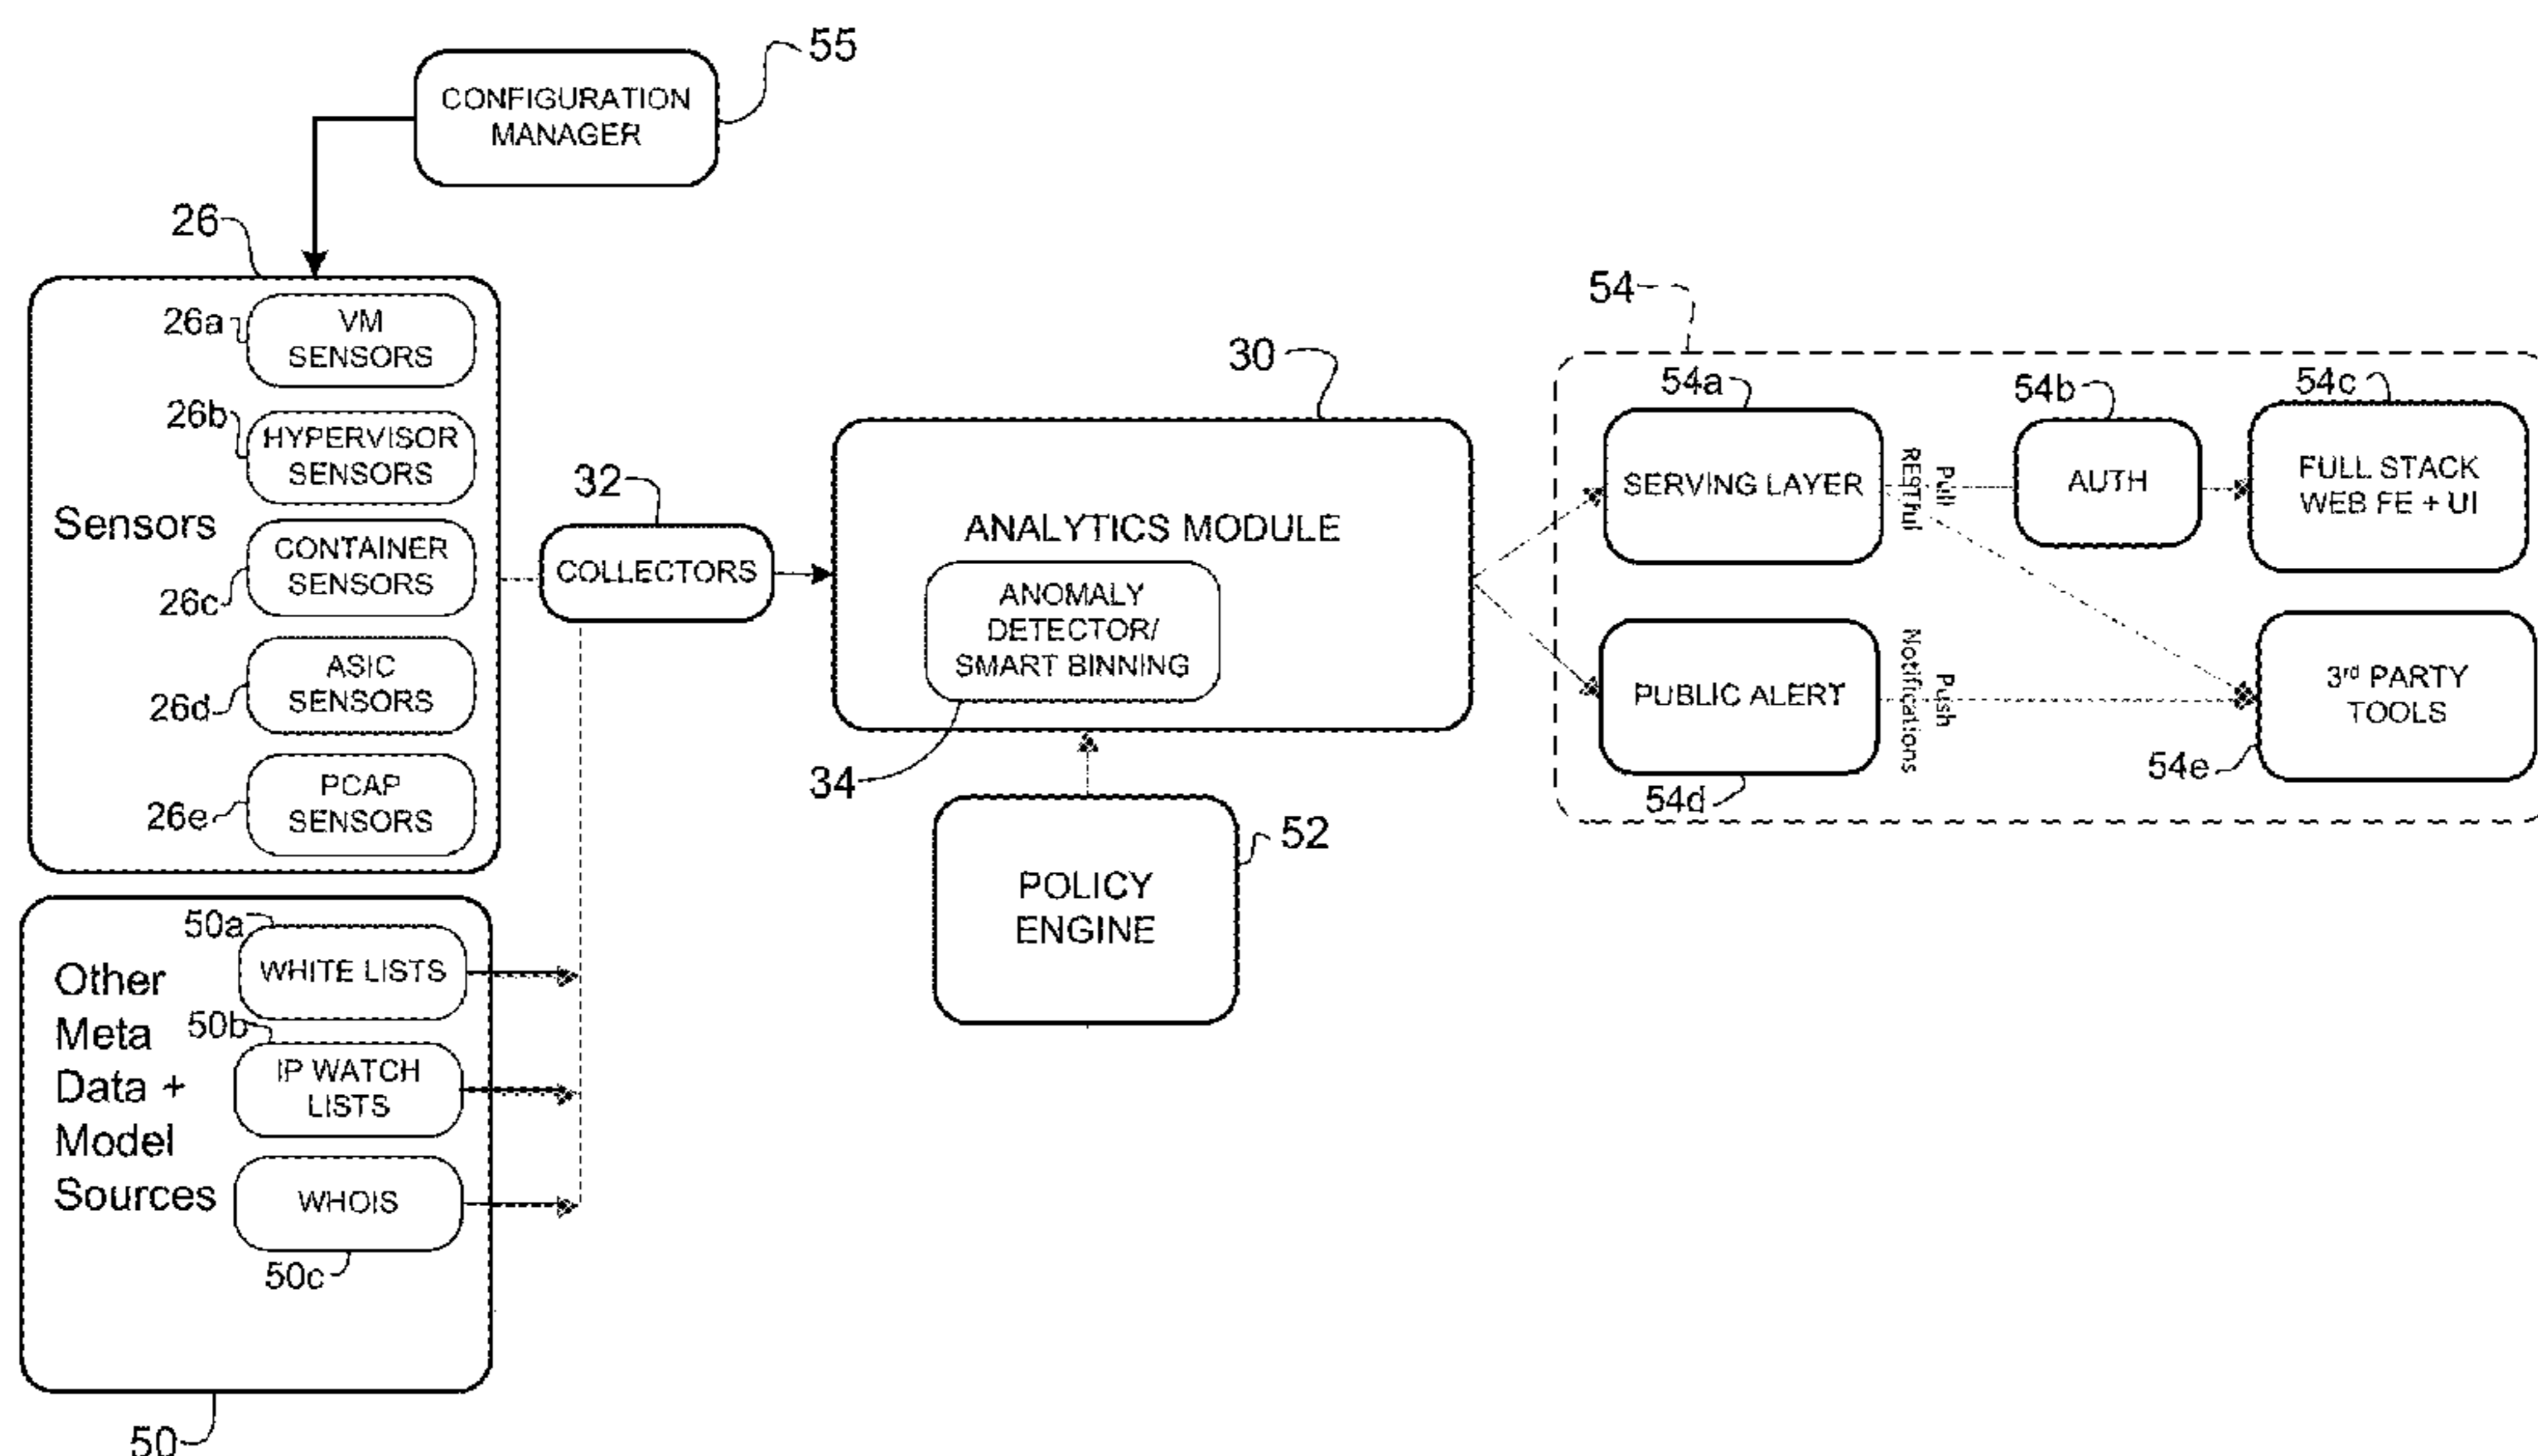 55
CONFIGURATION
MANAGER
26
26a
VM
SENSORS
26b
HYPERVISOR
SENSORS
Sensors
26c
CONTAINER
SENSORS
26d
ASIC
SENSORS
26e
PCAP
SENSORS
32
COLLECTORS
30
ANALYTICS MODULE
ANOMALY
DETECTOR/
SMART BINNING
34
52
POLICY
ENGINE
54
54a
SERVING LAYER
Pull
RESTful
54b
AUTH
54c
FULL STACK
WEB FE + UI
PUBLIC ALERT
54d
Push
Notifications
3rd PARTY
TOOLS
54e
Other
Meta
Data +
Model
Sources
50a
WHITE LISTS
50b
IP WATCH
LISTS
WHOIS
50c
50